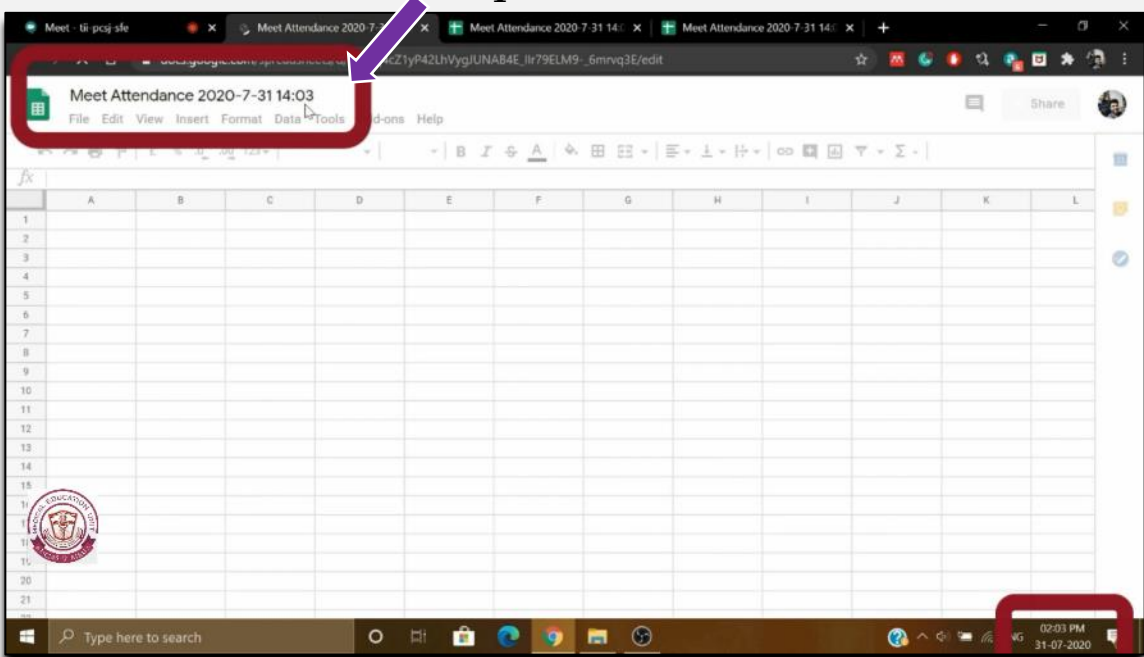 Meet - tii-pcsj-sfe
Meet Attendance 2020-7-3
Meet Attendance 2020-7-31 14:
Meet Attendance 2020-7-31 14:
Meet Attendance 2020-7-31 14:03
File Edit View Insert Format Data Tools Help
B I S A
fx
A B C D E F G H I J K L
Share
1
2
3
4
5
6
7
8
9
10
11
12
13
14
15
20
21
Type here to search
02:03 PM
31-07-2020